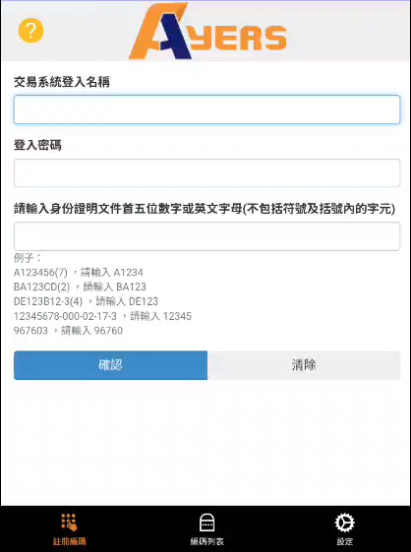 ?
AYERS
交易系統登入名稱
登入密碼
請輸入身份證明文件首五位數字或英文字母(不包括符號及括號內的字元)
例子：
A123456(7) ，請輸入 A1234
BA123CD(2) ，請輸入 BA123
DE123B12-3(4) ，請輸入 DE123
12345678-000-02-17-3 ，請輸入 12345
967603 ，請輸入 96760
確認 清除
註冊編碼 編碼列表 設定